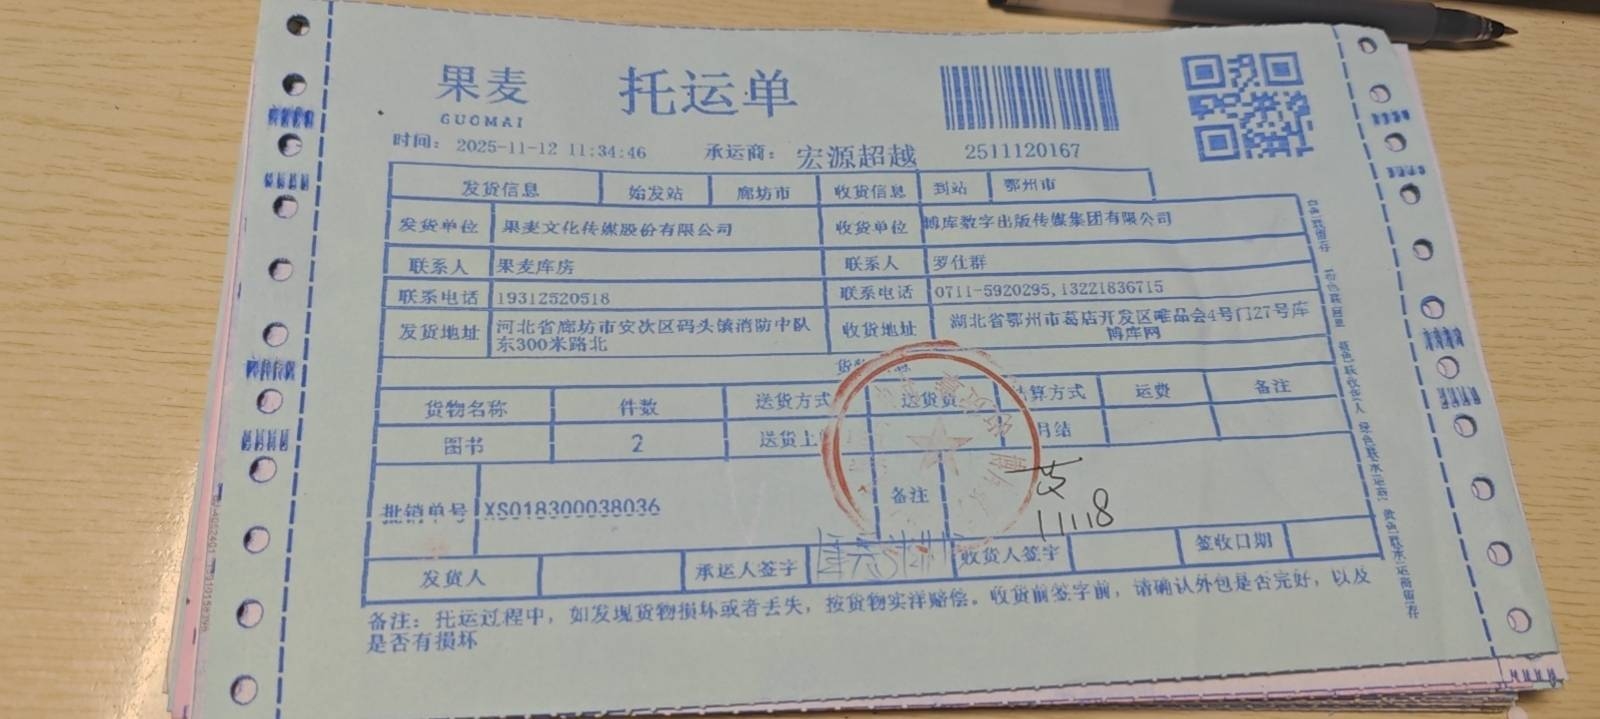 果麦 托运单
GUOMAI
时间： 2025-11-12 11:34:46 承运商： 宏源超越 2511120167
发货信息 始发站 廊坊市 收货信息 到站 鄂州市
发货单位 果麦文化传媒股份有限公司 收货单位 博库数字出版传媒集团有限公司
联系人 果麦库房 联系人 罗仕群
联系电话 19312520518 联系电话 0711-5920295,13221836715
发货地址 河北省廊坊市安次区码头镇消防中队 收货地址 湖北省鄂州市葛店开发区唯品会4号门27号库
东300米路北 博库网
货物名称 件数 送货方式 送货费 结算方式 运费 备注
图书 2 送货上 月结
批销单号 XS018300038036 备注
11.18
发货人 承运人签字 收货人签字 签收日期
备注：托运过程中，如发现货物损坏或者丢失，按货物实洋赔偿。收货前签字前，请确认外包是否完好，以及
是否有损坏